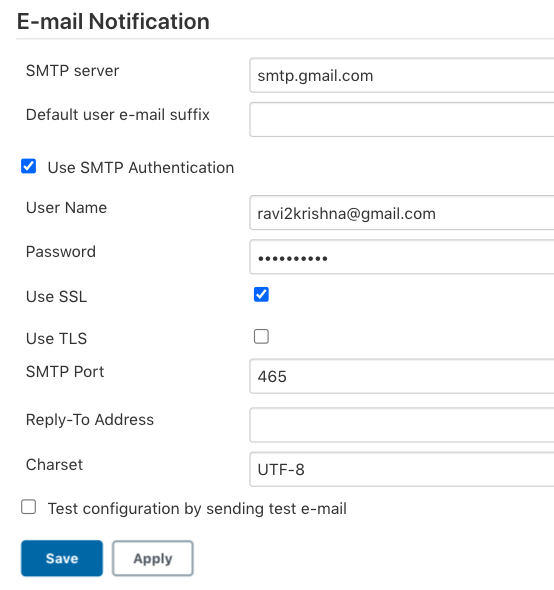 E-mail Notification
SMTP server
smtp.gmail.com
Default user e-mail suffix
Use SMTP Authentication
User Name
ravi2krishna@gmail.com
Password
••••••••••
Use SSL
Use TLS
SMTP Port
465
Reply-To Address
Charset
UTF-8
Test configuration by sending test e-mail
Save Apply